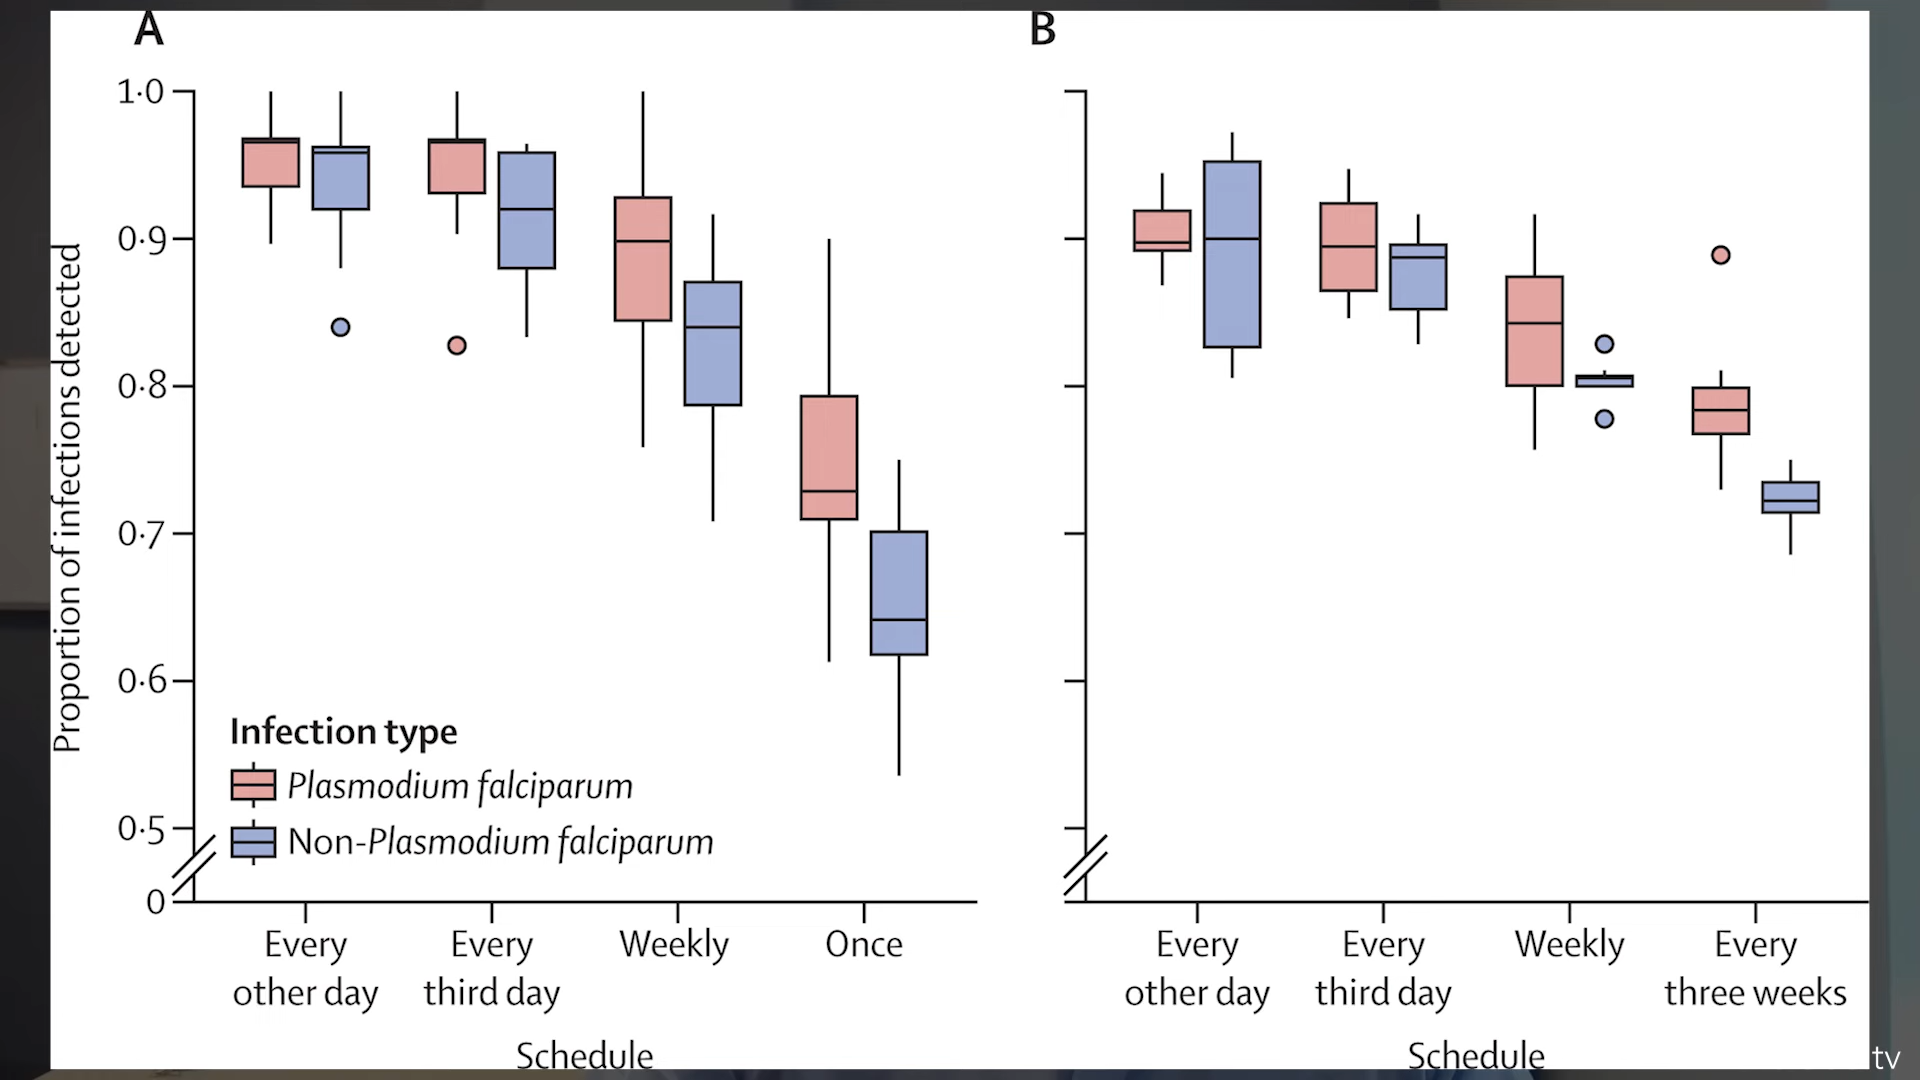 A
B
1·0
0·9
0·8
0·7
0·6
0·5
0
Proportion of infections detected
Infection type
Plasmodium falciparum
Non-Plasmodium falciparum
Every
other day
Every
third day
Weekly
Once
Schedule
Every
other day
Every
third day
Weekly
Every
three weeks
Schedule
tv